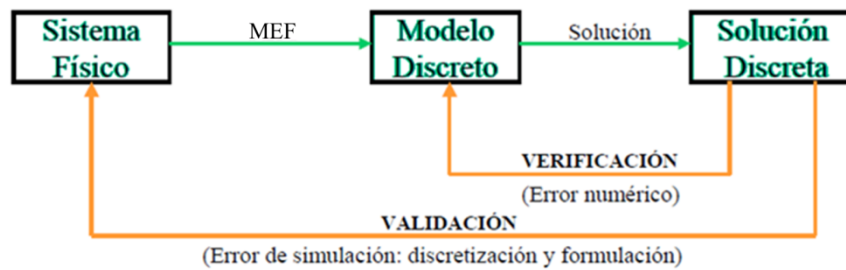 Sistema
Físico
MEF
Modelo
Discreto
Solución
Solución
Discreta
VERIFICACIÓN
(Error numérico)
VALIDACIÓN
(Error de simulación: discretización y formulación)